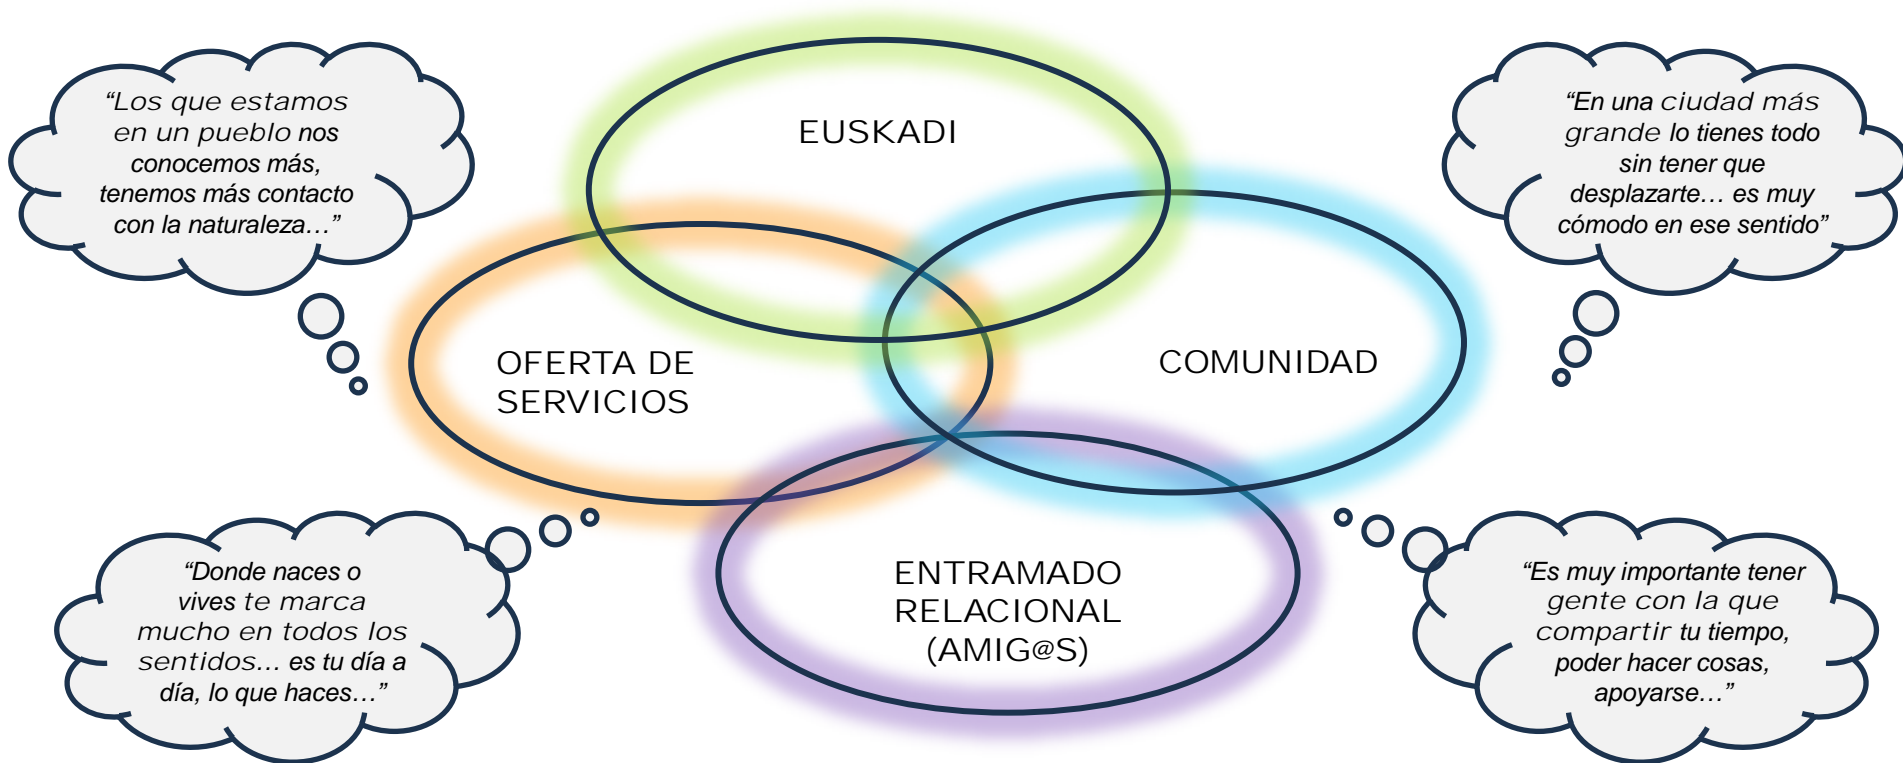 “Los que estamos
en un pueblo nos
conocemos más,
tenemos más contacto
con la naturaleza…”
EUSKADI
“En una ciudad más
grande lo tienes todo
sin tener que
desplazarte… es muy
cómodo en ese sentido”
OFERTA DE
SERVICIOS
COMUNIDAD
“Donde naces o
vives te marca
mucho en todos los
sentidos… es tu día a
día, lo que haces…”
ENTRAMADO
RELACIONAL
(AMIG@S)
“Es muy importante tener
gente con la que
compartir tu tiempo,
poder hacer cosas,
apoyarse…”